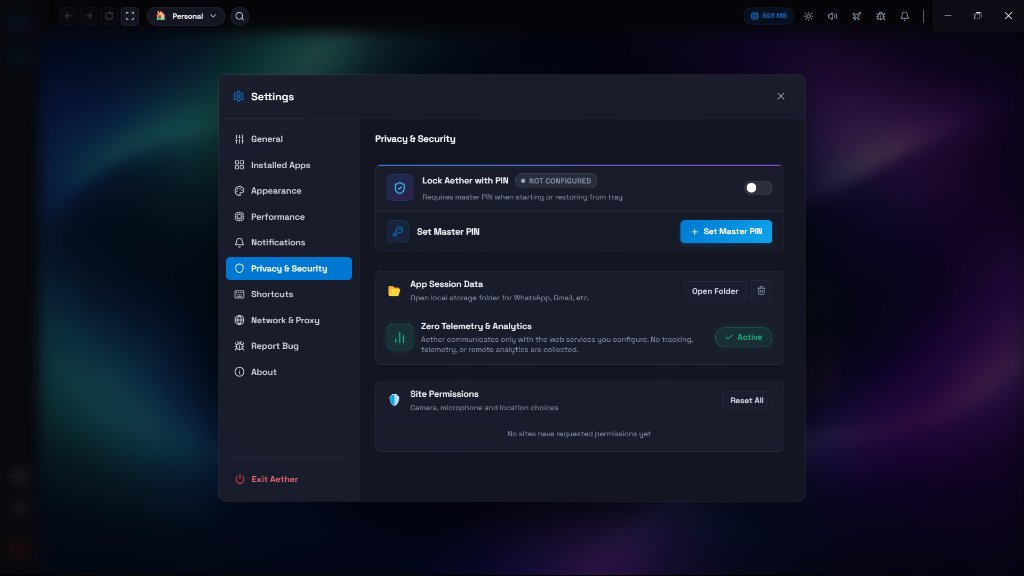 Personal
893 MB
Settings
General
Installed Apps
Appearance
Performance
Notifications
Privacy & Security
Shortcuts
Network & Proxy
Report Bug
About
Exit Aether
Privacy & Security
Lock Aether with PIN
NOT CONFIGURED
Requires master PIN when starting or restoring from tray
Set Master PIN
+ Set Master PIN
App Session Data
Open local storage folder for WhatsApp, Gmail, etc.
Open Folder
Zero Telemetry & Analytics
Aether communicates only with the web services you configure. No tracking,
telemetry, or remote analytics are collected.
Active
Site Permissions
Camera, microphone and location choices
Reset All
No sites have requested permissions yet